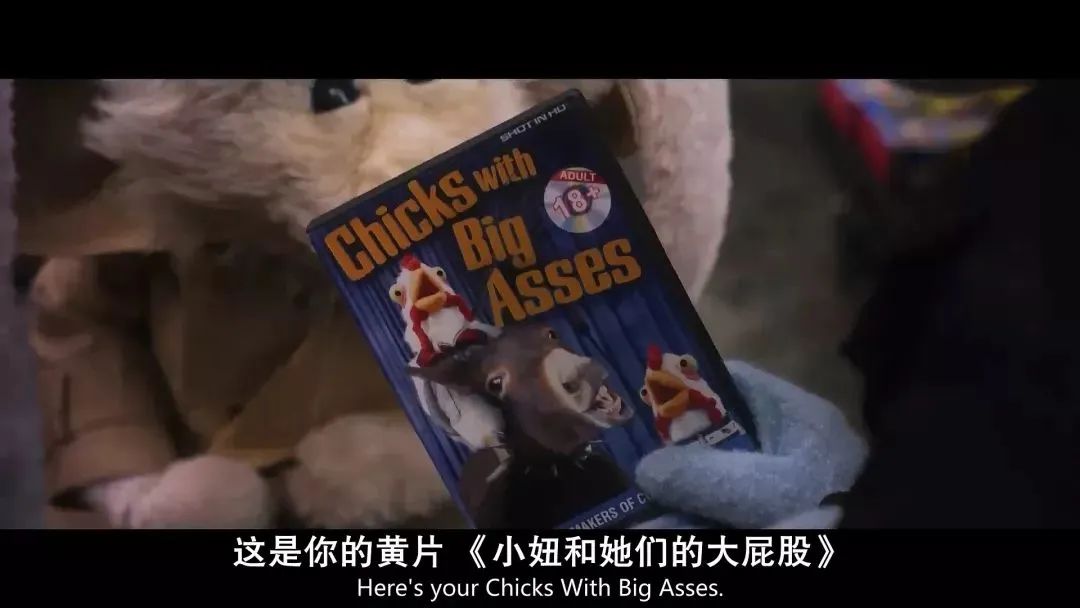 SHOT IN HU
Chicks with
Big
Asses
ADULT
18+
MAKERS OF
这是你的黄片 《小妞和她们的大屁股》
Here's your Chicks With Big Asses.